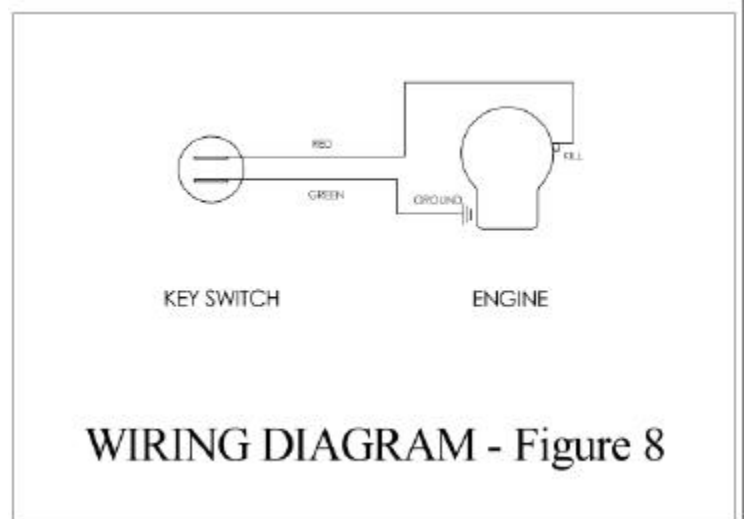 RED
KILL
GREEN
GROUND
KEY SWITCH
ENGINE
WIRING DIAGRAM - Figure 8